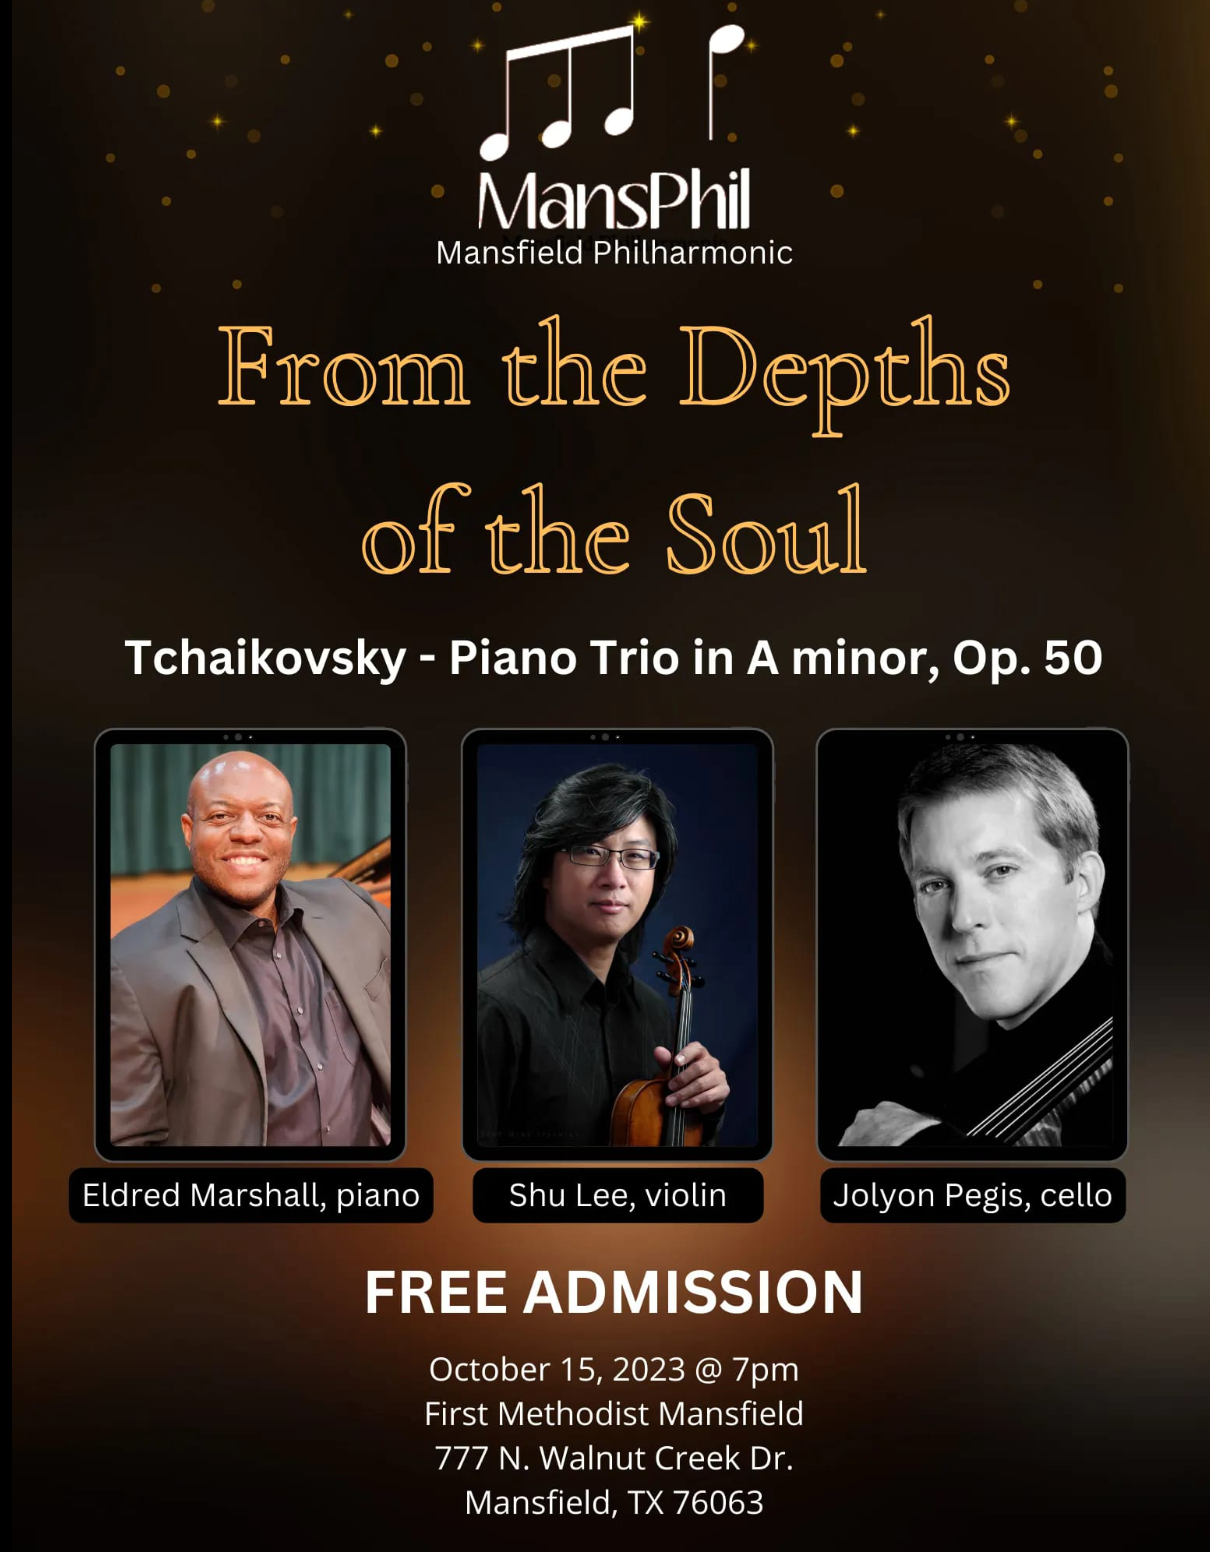 MansPhil
Mansfield Philharmonic
From the Depths
of the Soul
Tchaikovsky - Piano Trio in A minor, Op. 50
Eldred Marshall, piano
Shu Lee, violin
Jolyon Pegis, cello
FREE ADMISSION
October 15, 2023 @ 7pm
First Methodist Mansfield
777 N. Walnut Creek Dr.
Mansfield, TX 76063